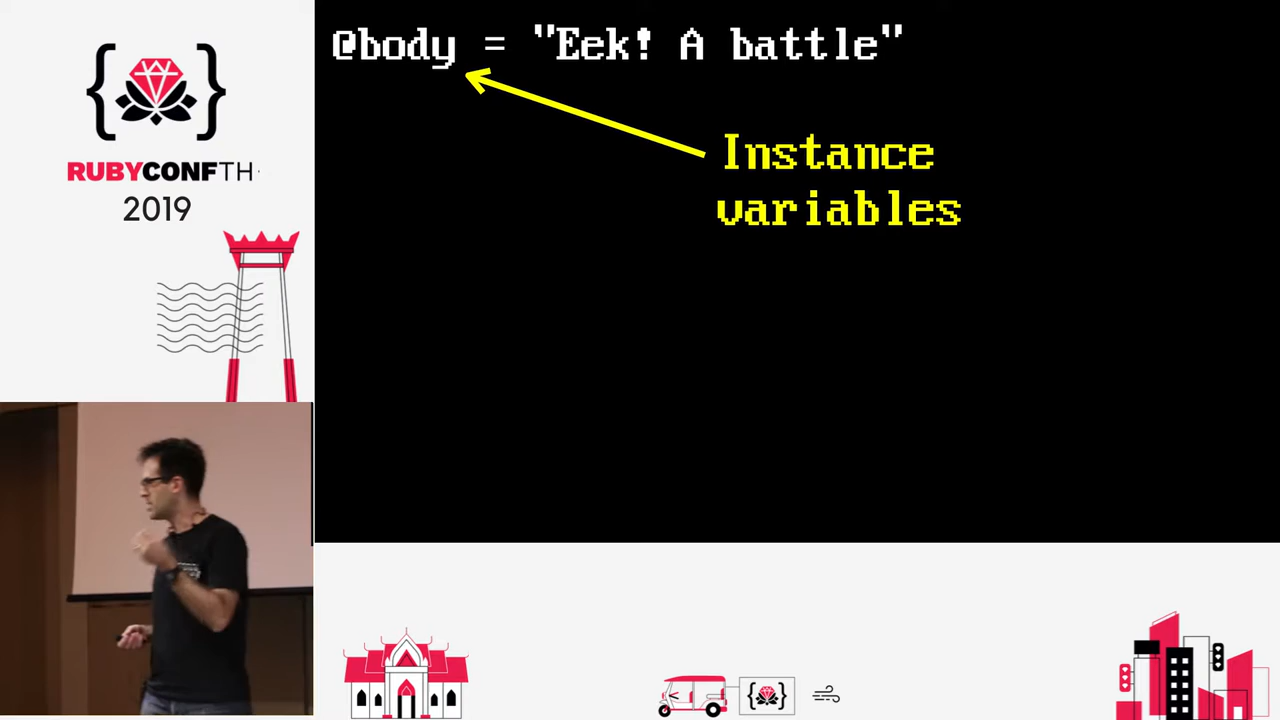 RUBYCONFTH
2019
@body = "Eek! A battle"
Instance
variables